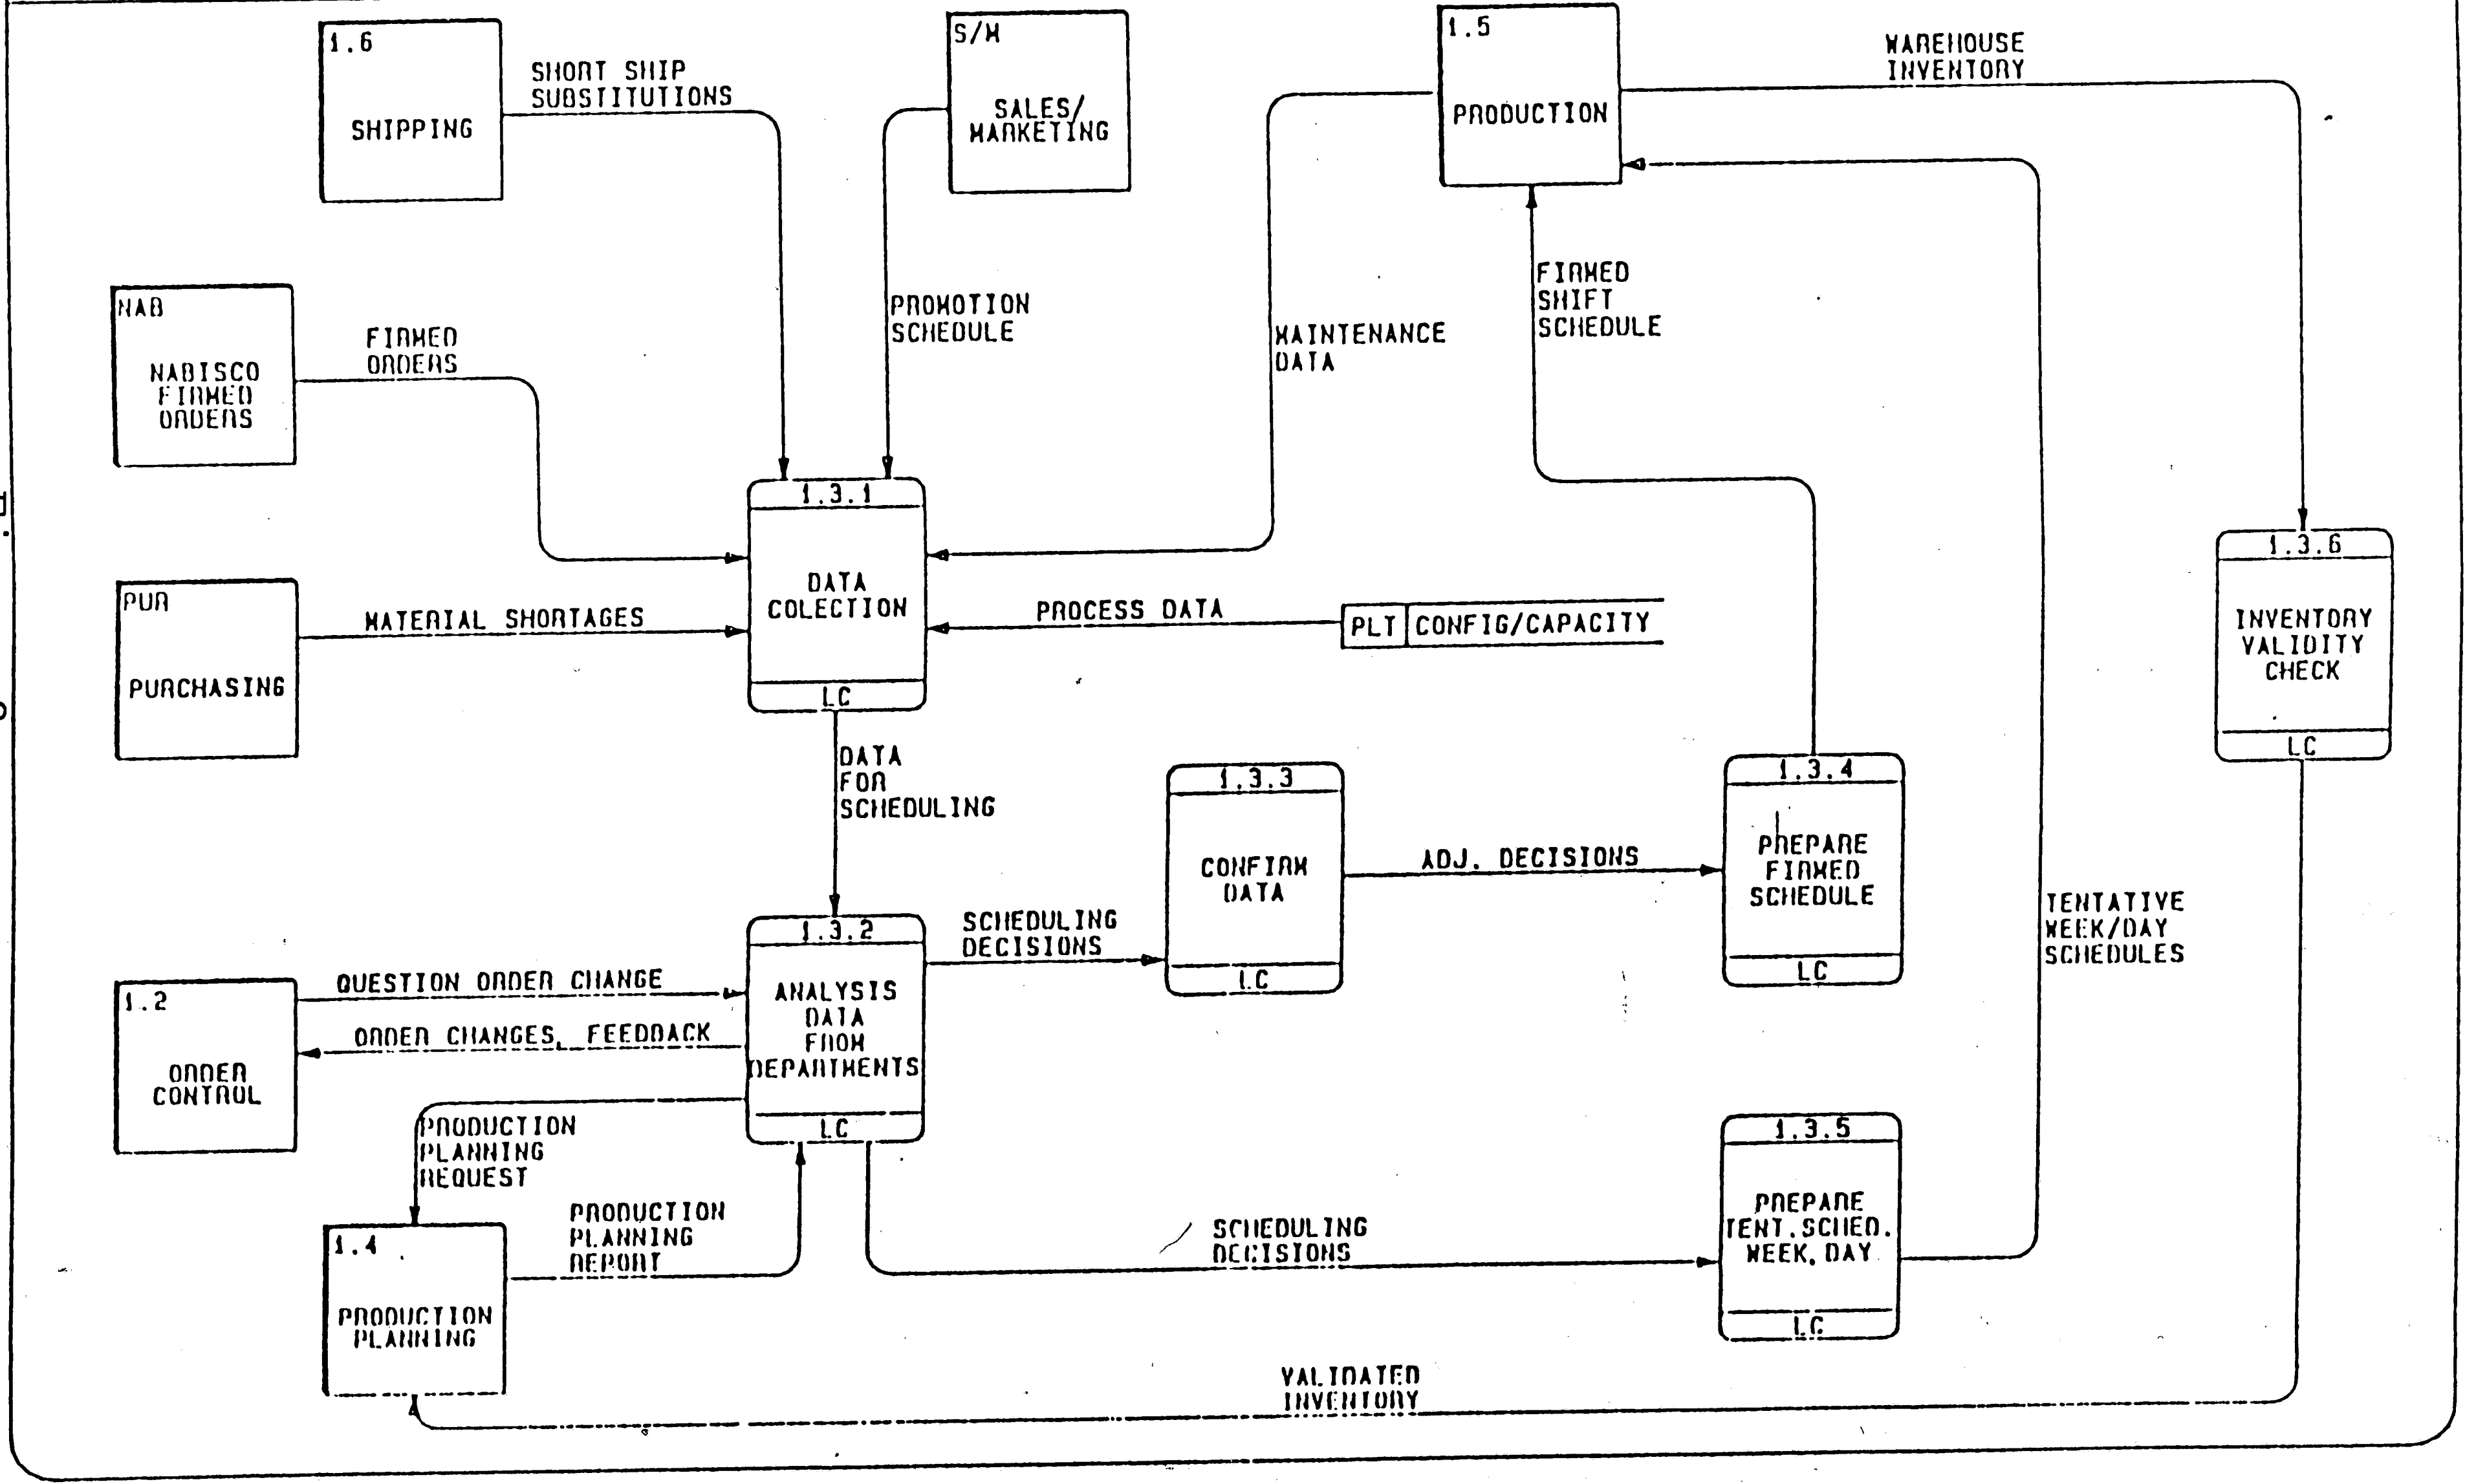 1.6
SHIPPING
SHORT SHIP
SUBSTITUTIONS
S/M
SALES/
MARKETING
1.5
PRODUCTION
WAREHOUSE
INVENTORY
NAB
NABISCO
FIRMED
ORDERS
FIRMED
ORDERS
PROMOTION
SCHEDULE
MAINTENANCE
DATA
FIRMED
SHIFT
SCHEDULE
1.3.1
DATA
COLECTION
LC
PUR
PURCHASING
MATERIAL SHORTAGES
PROCESS DATA
PLT CONFIG/CAPACITY
1.3.6
INVENTORY
VALIDITY
CHECK
LC
DATA
FOR
SCHEDULING
1.3.3
CONFIRM
DATA
LC
ADJ. DECISIONS
1.3.4
PREPARE
FIRMED
SCHEDULE
LC
TENTATIVE
WEEK/DAY
SCHEDULES
1.3.2
ANALYSIS
DATA
FROM
DEPARTMENTS
LC
SCHEDULING
DECISIONS
1.2
ORDER
CONTROL
QUESTION ORDER CHANGE
ORDER CHANGES, FEEDBACK
PRODUCTION
PLANNING
REQUEST
1.4
PRODUCTION
PLANNING
PRODUCTION
PLANNING
REPORT
SCHEDULING
DECISIONS
1.3.5
PREPARE
TENT.SCHED.
WEEK,DAY
LC
VALIDATED
INVENTORY